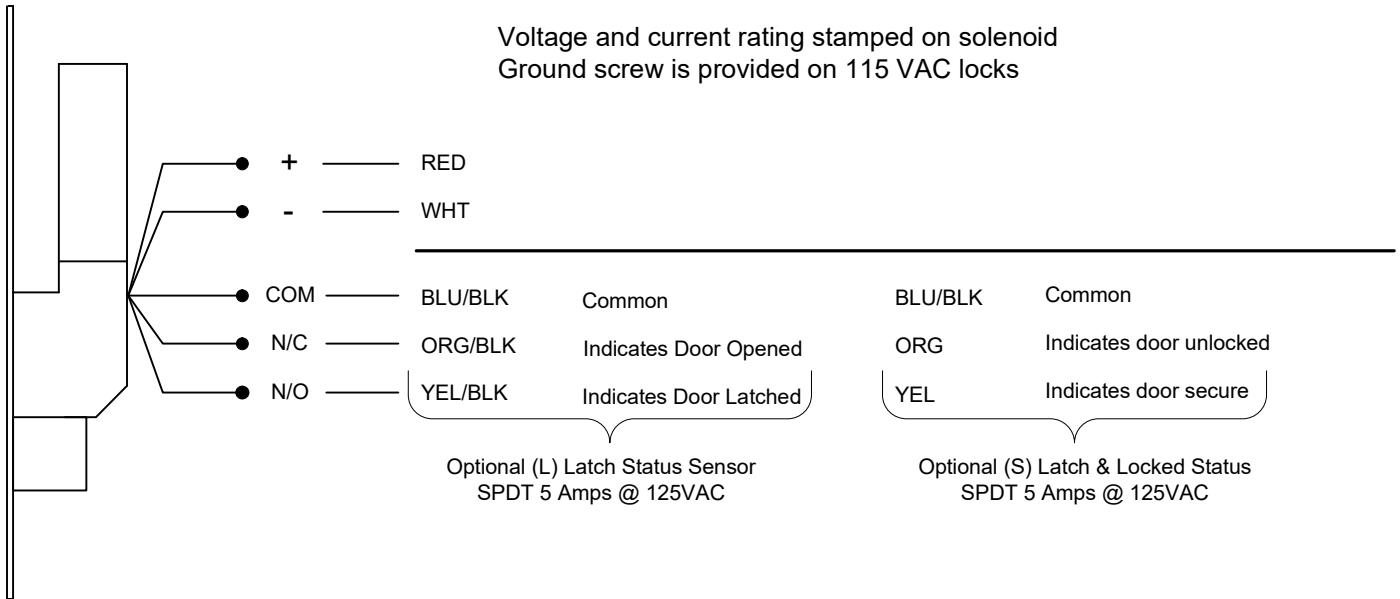 Voltage and current rating stamped on solenoid
Ground screw is provided on 115 VAC locks
+ RED
- WHT
COM BLU/BLK Common BLU/BLK Common
N/C ORG/BLK Indicates Door Opened ORG Indicates door unlocked
N/O YEL/BLK Indicates Door Latched YEL Indicates door secure
Optional (L) Latch Status Sensor Optional (S) Latch & Locked Status
SPDT 5 Amps @ 125VAC SPDT 5 Amps @ 125VAC